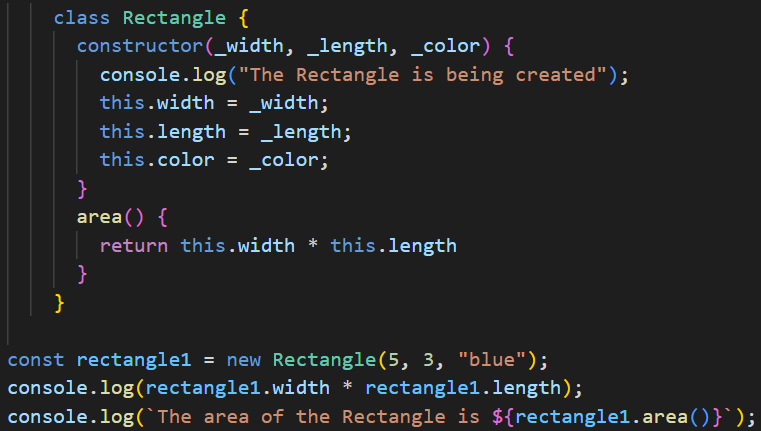 class Rectangle {
constructor(_width, _length, _color) {
console.log("The Rectangle is being created");
this.width = _width;
this.length = _length;
this.color = _color;
}
area() {
return this.width * this.length
}
}
const rectangle1 = new Rectangle(5, 3, "blue");
console.log(rectangle1.width * rectangle1.length);
console.log(`The area of the Rectangle is ${rectangle1.area()}`);